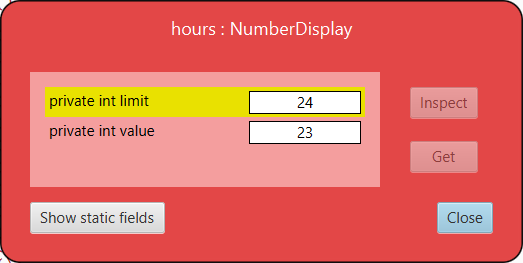 hours : NumberDisplay
private int limit 24
private int value 23
Inspect
Get
Show static fields
Close